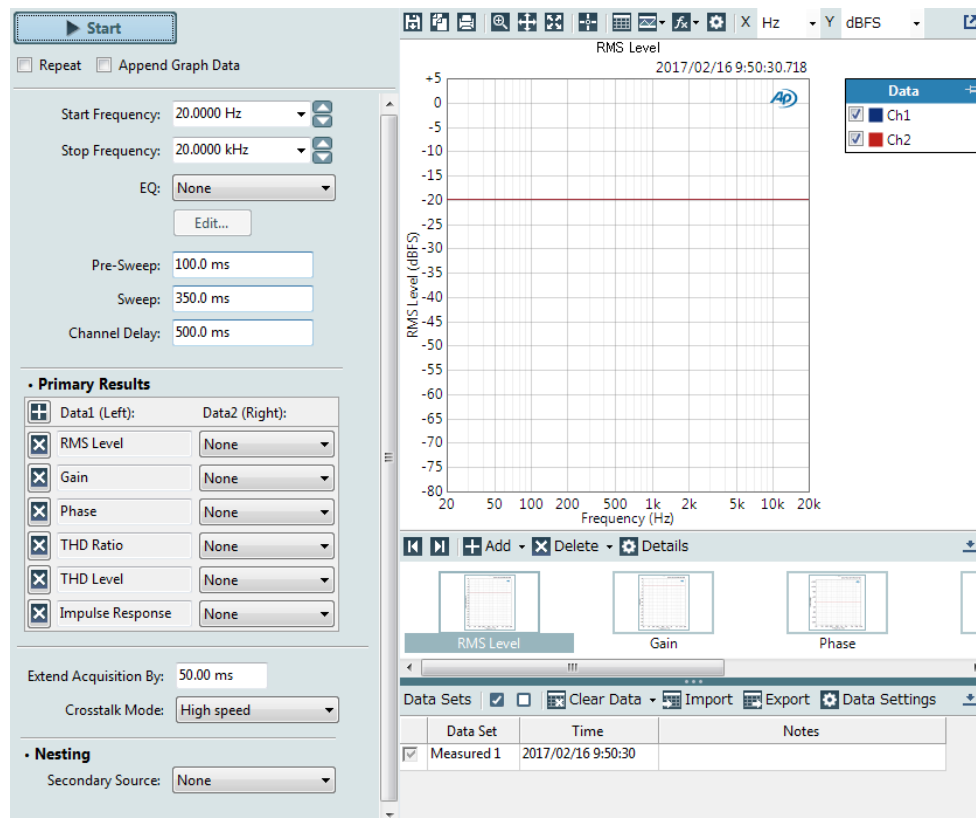 Start
Repeat Append Graph Data
Start Frequency: 20.0000 Hz
Stop Frequency: 20.0000 kHz
EQ: None
Edit...
Pre-Sweep: 100.0 ms
Sweep: 350.0 ms
Channel Delay: 500.0 ms
Primary Results
Data1 (Left): Data2 (Right):
RMS Level None
Gain None
Phase None
THD Ratio None
THD Level None
Impulse Response None
Extend Acquisition By: 50.00 ms
Crosstalk Mode: High speed
Nesting
Secondary Source: None
fx X Hz Y dBFS
RMS Level
2017/02/16 9:50:30.718
AP
RMS Level (dBFS)
+5
0
-5
-10
-15
-20
-25
-30
-35
-40
-45
-50
-55
-60
-65
-70
-75
-80
20 50 100 200 500 1k 2k 5k 10k 20k
Frequency (Hz)
Data
Ch1
Ch2
Add Delete Details
RMS Level Gain Phase
Data Sets Clear Data Import Export Data Settings
Data Set Time Notes
Measured 1 2017/02/16 9:50:30